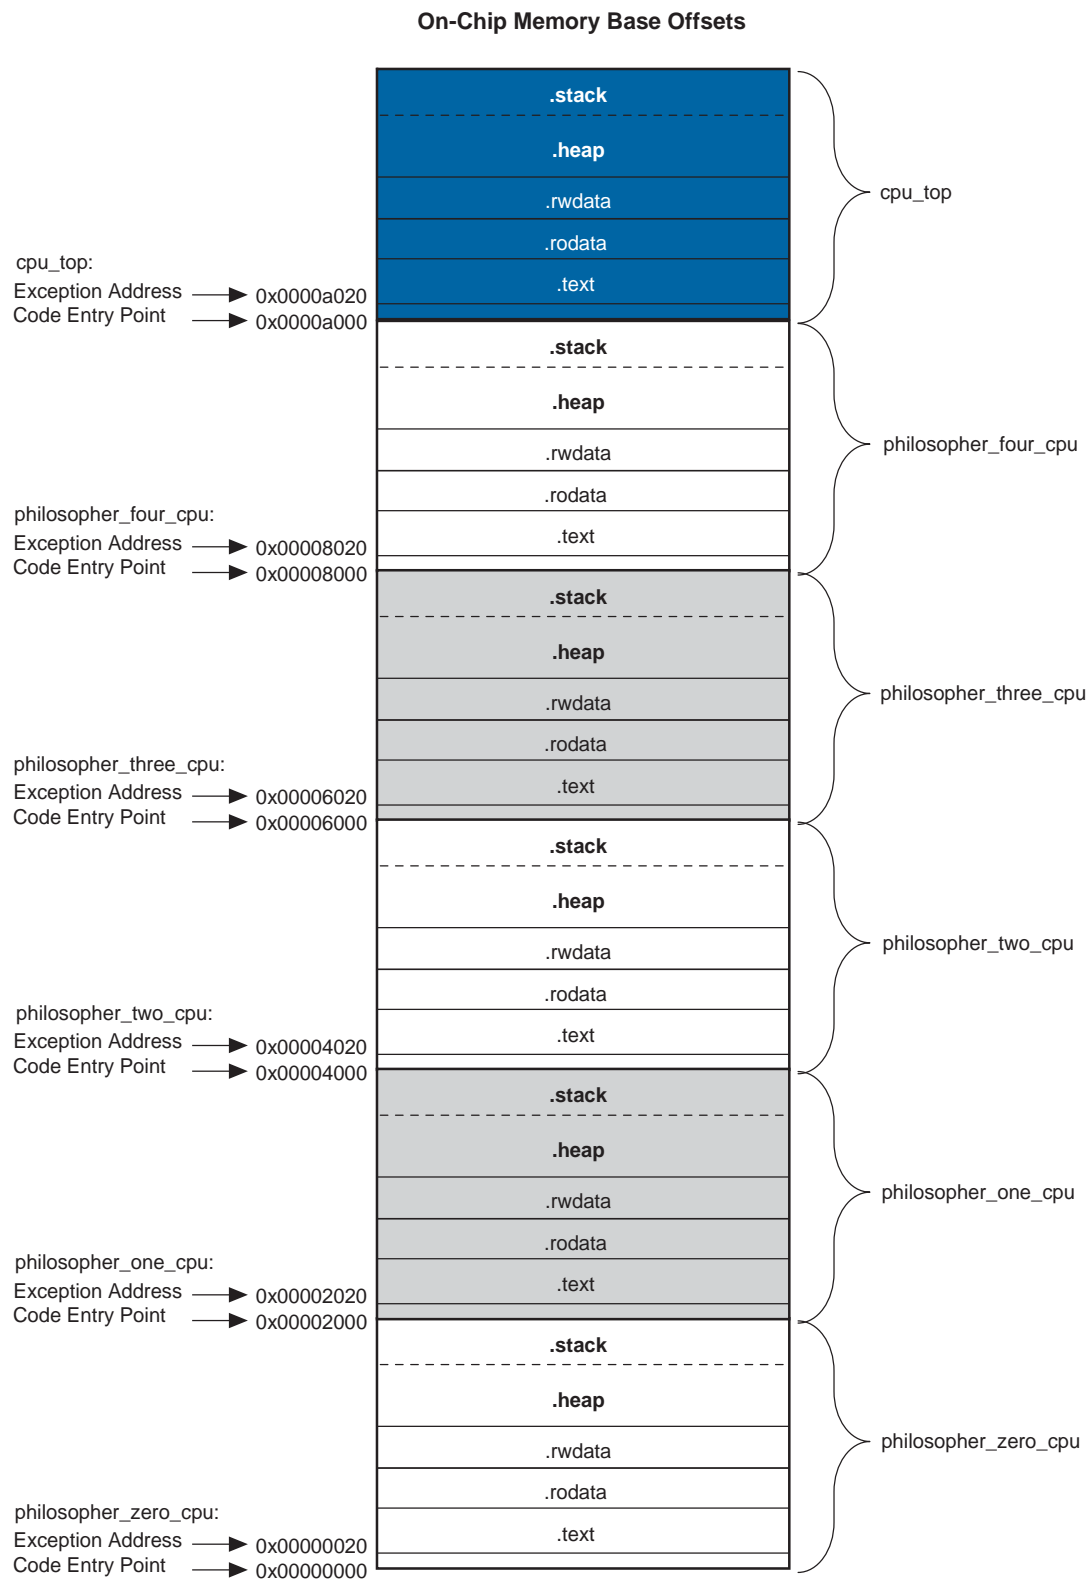 On-Chip Memory Base Offsets
.stack
.heap
.rwdata
.rodata
.text
cpu_top
cpu_top:
Exception Address 0x0000a020
Code Entry Point 0x0000a000
.stack
.heap
.rwdata
.rodata
.text
philosopher_four_cpu
philosopher_four_cpu:
Exception Address 0x00008020
Code Entry Point 0x00008000
.stack
.heap
.rwdata
.rodata
.text
philosopher_three_cpu
philosopher_three_cpu:
Exception Address 0x00006020
Code Entry Point 0x00006000
.stack
.heap
.rwdata
.rodata
.text
philosopher_two_cpu
philosopher_two_cpu:
Exception Address 0x00004020
Code Entry Point 0x00004000
.stack
.heap
.rwdata
.rodata
.text
philosopher_one_cpu
philosopher_one_cpu:
Exception Address 0x00002020
Code Entry Point 0x00002000
.stack
.heap
.rwdata
.rodata
.text
philosopher_zero_cpu
philosopher_zero_cpu:
Exception Address 0x00000020
Code Entry Point 0x00000000